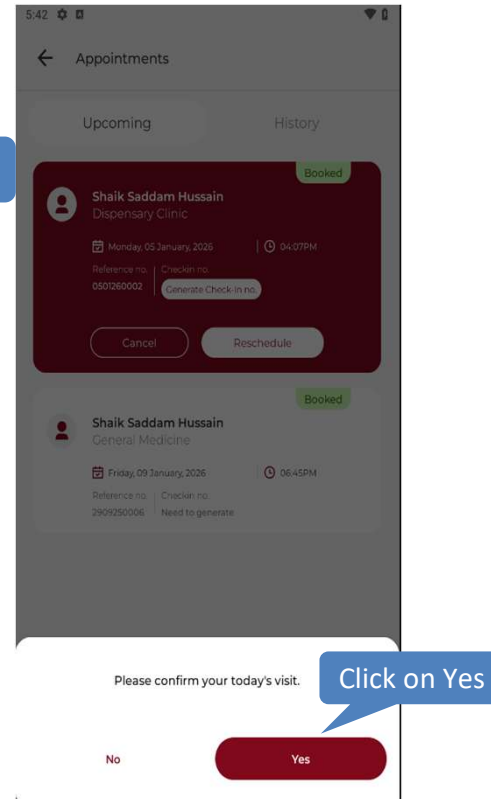 5:42
Appointments
Upcoming History
Booked
Shaik Saddam Hussain
Dispensary Clinic
Monday, 05 January, 2026 04:07PM
Reference no. Checkin no.
0501260002 Generate Check-In no.
Cancel Reschedule
Booked
Shaik Saddam Hussain
General Medicine
Friday, 09 January, 2026 06:45PM
Reference no. Checkin no.
2909250006 Need to generate
Please confirm your today's visit.
Click on Yes
No Yes